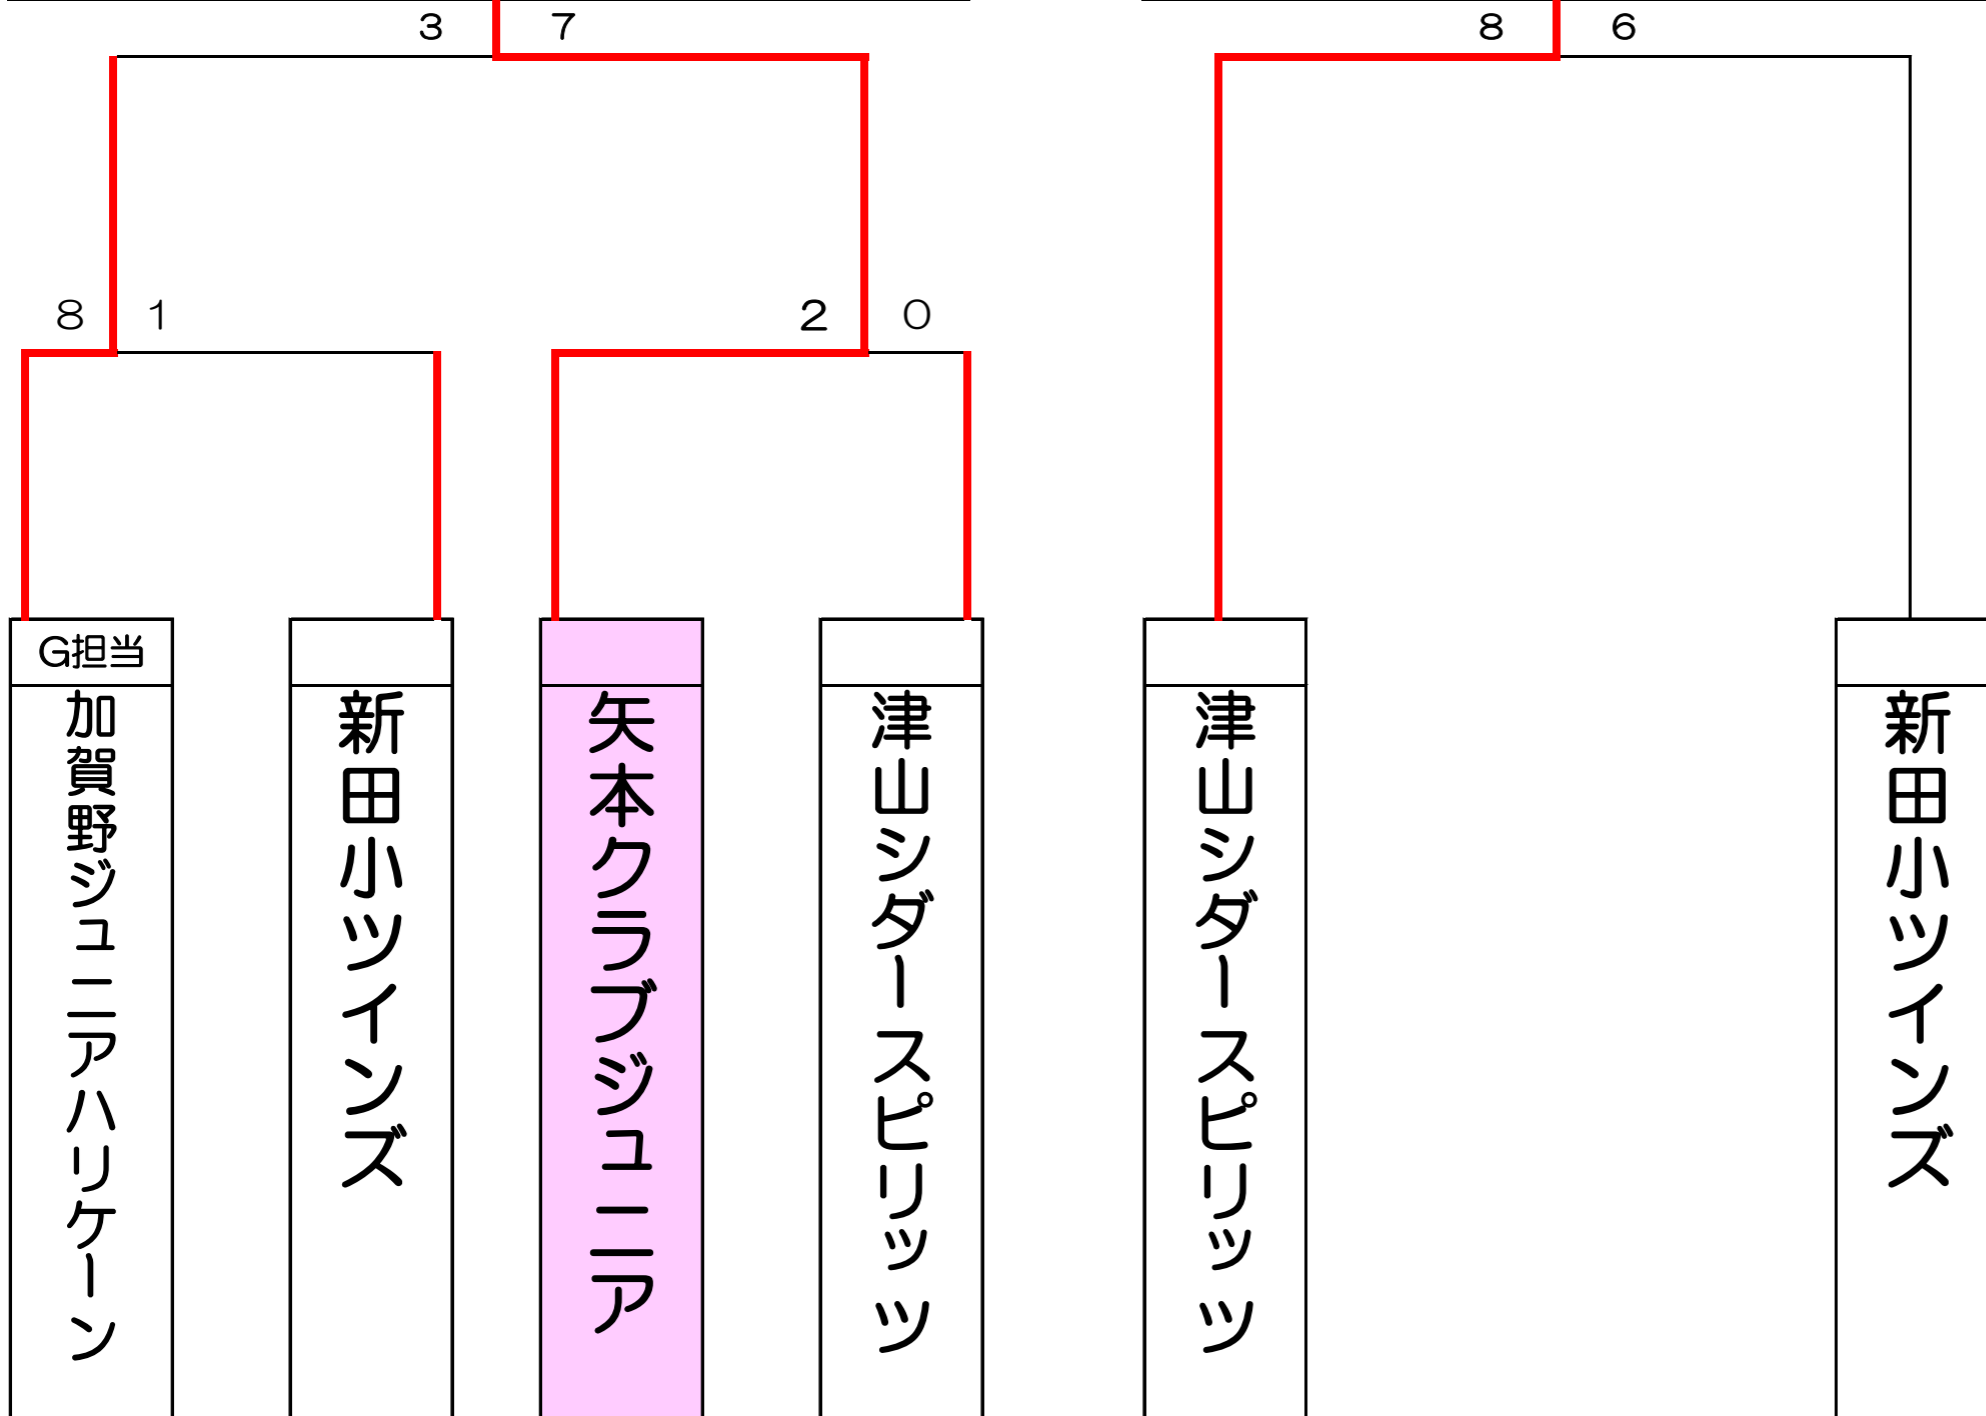 3 7
8 6
8 1
2 0
G担当
加賀野ジュニアハリケーン
新田小ツインズ
矢本クラブジュニア
津山シダースピリッツ
津山シダースピリッツ
新田小ツインズ